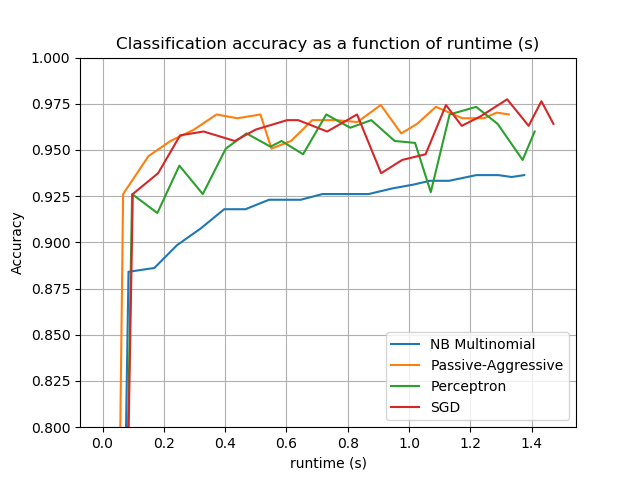 Classification accuracy as a function of runtime (s)
1.000
0.975
0.950
0.925
0.900
0.875
0.850
0.825
0.800
Accuracy
NB Multinomial
Passive-Aggressive
Perceptron
SGD
0.0 0.2 0.4 0.6 0.8 1.0 1.2 1.4
runtime (s)